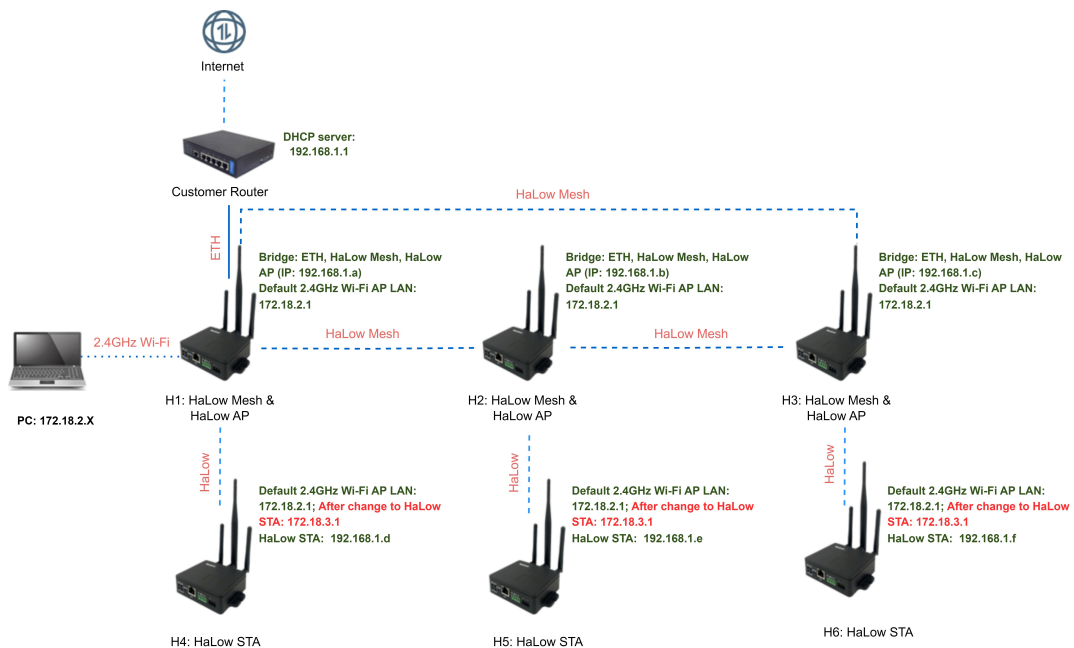 Internet
DHCP server:
192.168.1.1
Customer Router
HaLow Mesh
ETH
Bridge: ETH, HaLow Mesh, HaLow
AP (IP: 192.168.1.a)
Default 2.4GHz Wi-Fi AP LAN:
172.18.2.1
Bridge: ETH, HaLow Mesh, HaLow
AP (IP: 192.168.1.b)
Default 2.4GHz Wi-Fi AP LAN:
172.18.2.1
Bridge: ETH, HaLow Mesh, HaLow
AP (IP: 192.168.1.c)
Default 2.4GHz Wi-Fi AP LAN:
172.18.2.1
2.4GHz Wi-Fi
HaLow Mesh
HaLow Mesh
PC: 172.18.2.X
H1: HaLow Mesh &
HaLow AP
H2: HaLow Mesh &
HaLow AP
H3: HaLow Mesh &
HaLow AP
HaLow
HaLow
HaLow
Default 2.4GHz Wi-Fi AP LAN:
172.18.2.1; After change to HaLow
STA: 172.18.3.1
HaLow STA: 192.168.1.d
Default 2.4GHz Wi-Fi AP LAN:
172.18.2.1; After change to HaLow
STA: 172.18.3.1
HaLow STA: 192.168.1.e
Default 2.4GHz Wi-Fi AP LAN:
172.18.2.1; After change to HaLow
STA: 172.18.3.1
HaLow STA: 192.168.1.f
H4: HaLow STA
H5: HaLow STA
H6: HaLow STA